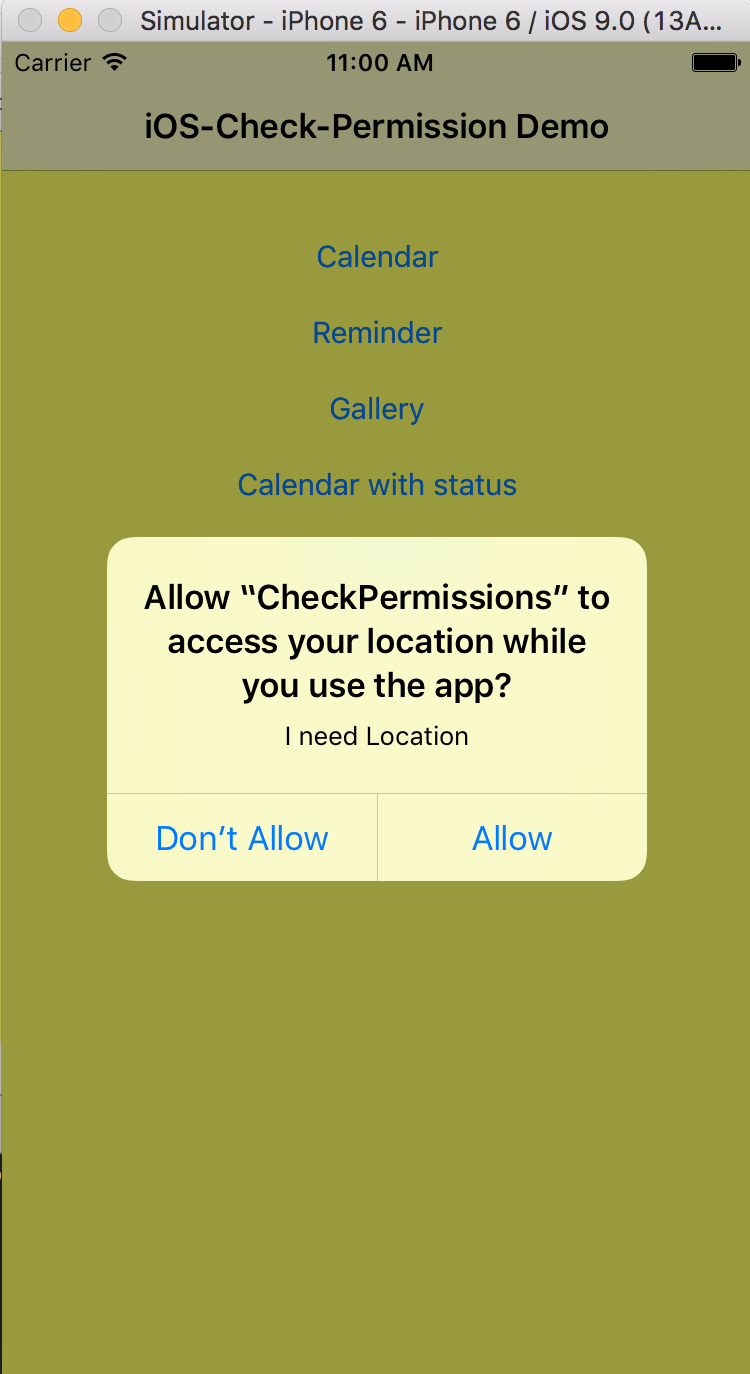 Simulator - iPhone 6 - iPhone 6 / iOS 9.0 (13A...
Carrier 11:00 AM
iOS-Check-Permission Demo
Calendar
Reminder
Gallery
Calendar with status
Allow “CheckPermissions” to
access your location while
you use the app?
I need Location
Don’t Allow Allow